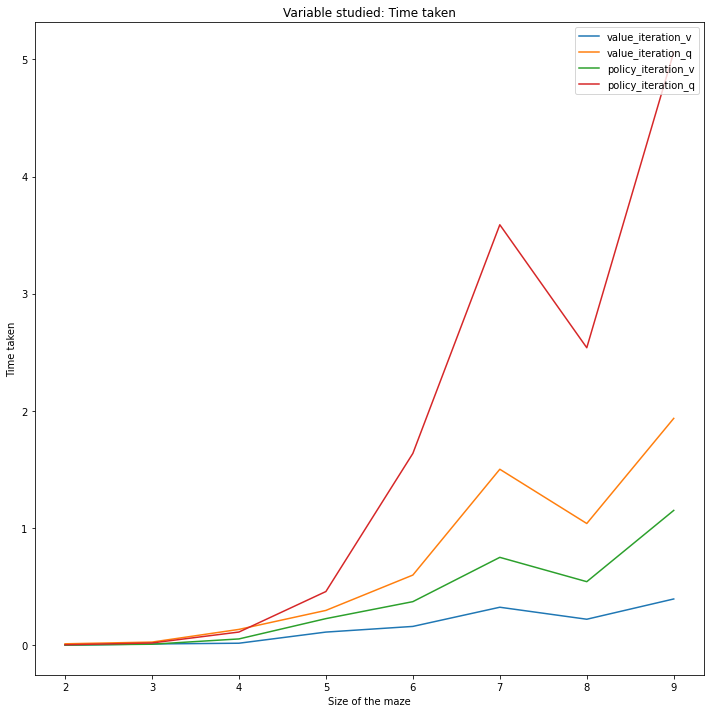 Variable studied: Time taken
value_iteration_v
value_iteration_q
policy_iteration_v
policy_iteration_q
Time taken
5
4
3
2
1
0
2 3 4 5 6 7 8 9
Size of the maze